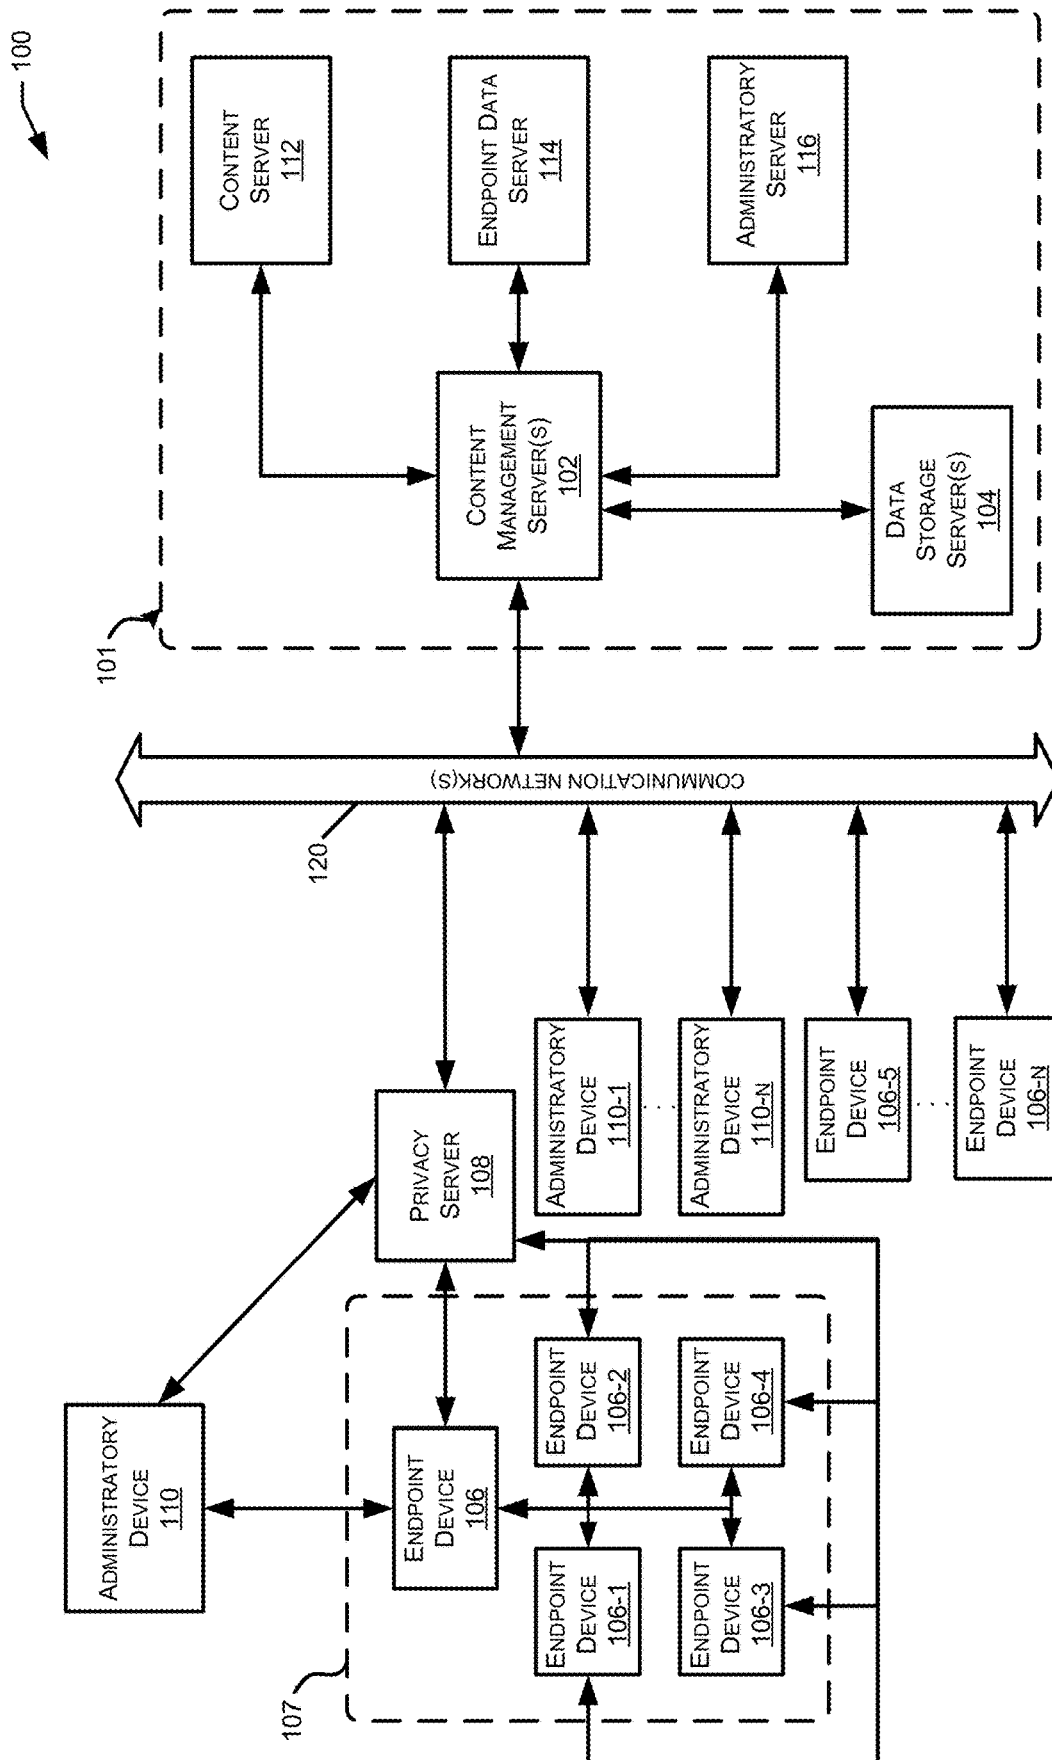 100
101
CONTENT
SERVER
112
ENDPOINT DATA
SERVER
114
ADMINISTRATORY
SERVER
116
CONTENT
MANAGEMENT
SERVER(S)
102
DATA
STORAGE
SERVER(S)
104
COMMUNICATION NETWORK(S)
120
PRIVACY
SERVER
108
ADMINISTRATORY
DEVICE
110-1
ADMINISTRATORY
DEVICE
110-N
ENDPOINT
DEVICE
106-5
ENDPOINT
DEVICE
106-N
ADMINISTRATORY
DEVICE
110
107
ENDPOINT
DEVICE
106
ENDPOINT
DEVICE
106-1
ENDPOINT
DEVICE
106-2
ENDPOINT
DEVICE
106-3
ENDPOINT
DEVICE
106-4